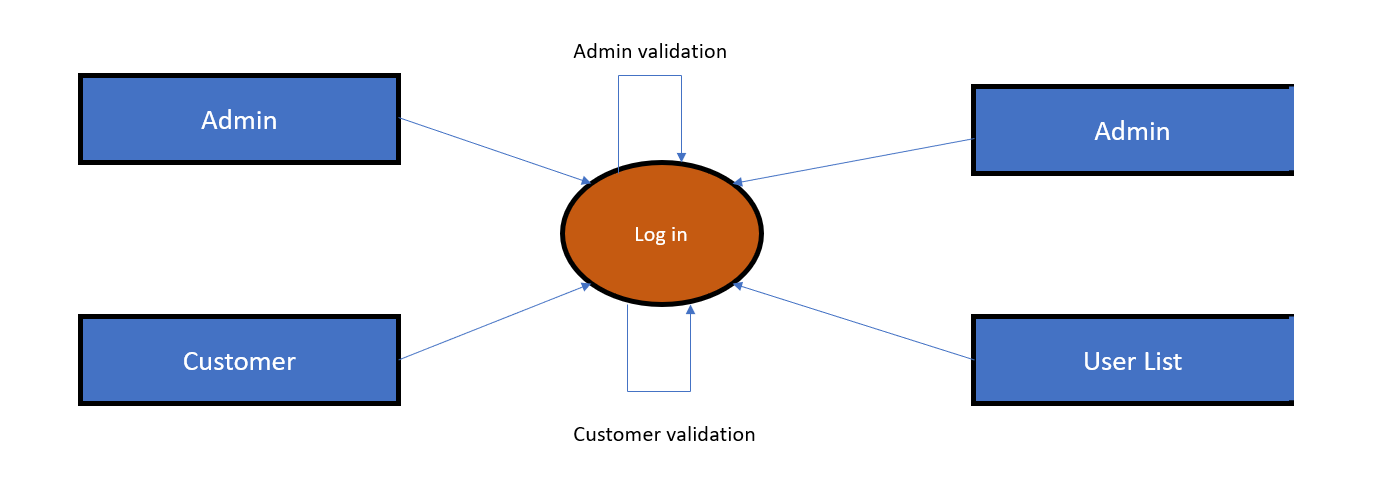 Admin validation
Admin
Admin
Log in
Customer
User List
Customer validation